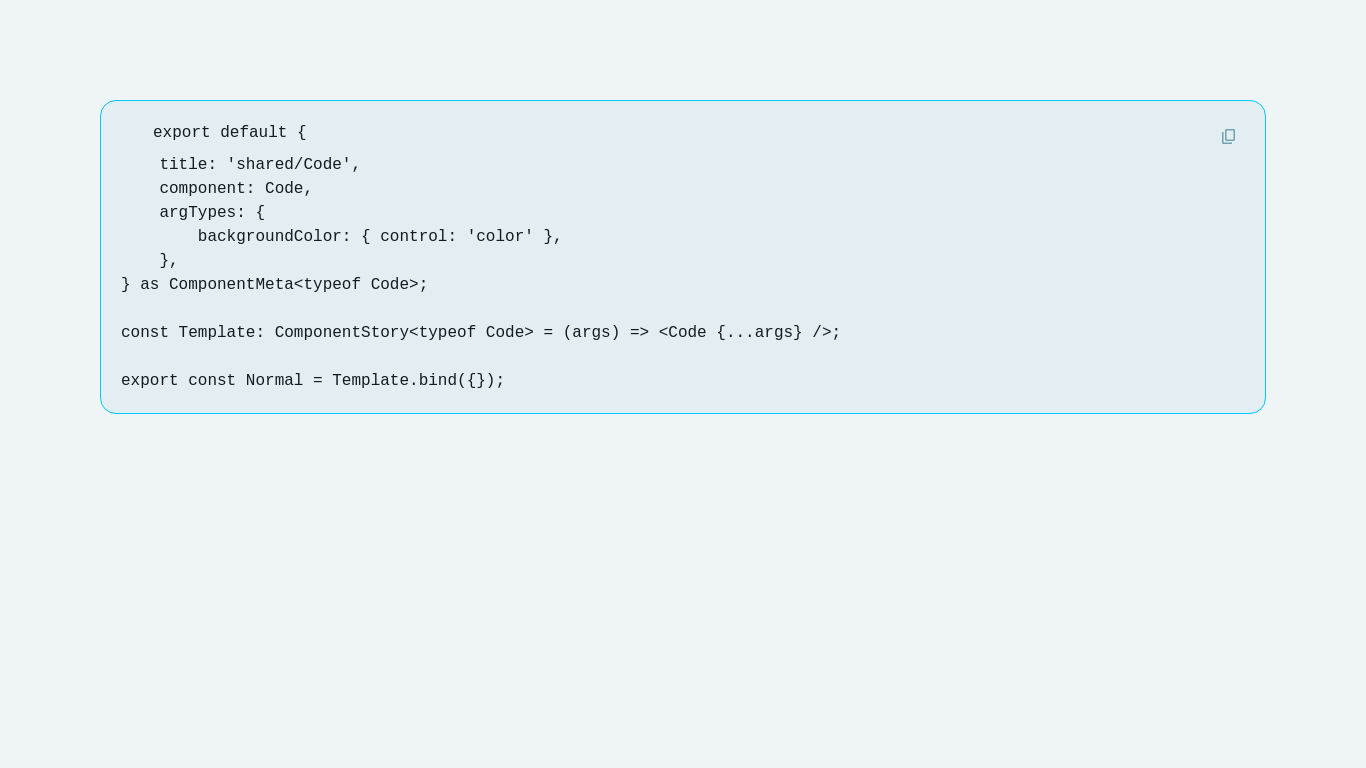 export default {
    title: 'shared/Code',
    component: Code,
    argTypes: {
        backgroundColor: { control: 'color' },
    },
} as ComponentMeta<typeof Code>;

const Template: ComponentStory<typeof Code> = (args) => <Code {...args} />;

export const Normal = Template.bind({});